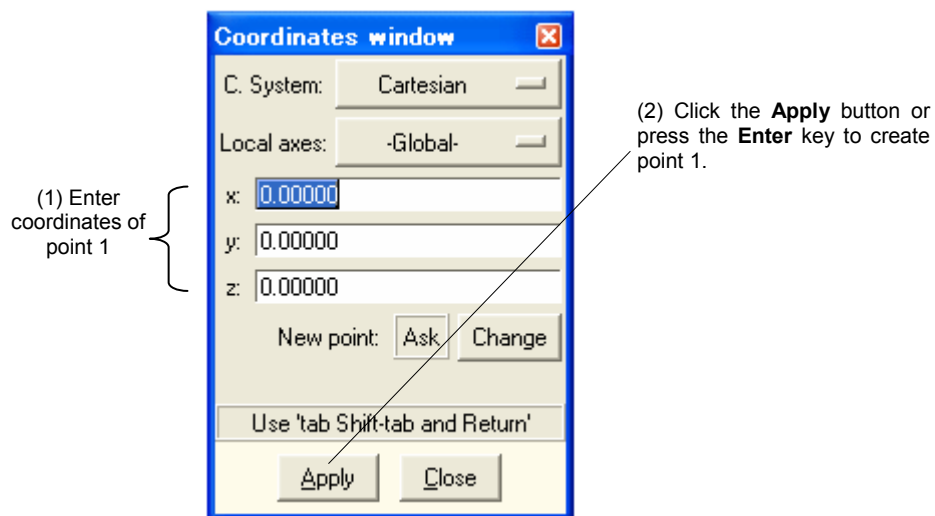 Coordinates window
C. System: Cartesian
Local axes: -Global-
(1) Enter
coordinates of
point 1
x: 0.00000
y: 0.00000
z: 0.00000
New point: Ask Change
Use 'tab Shift-tab and Return'
Apply Close
(2) Click the Apply button or
press the Enter key to create
point 1.